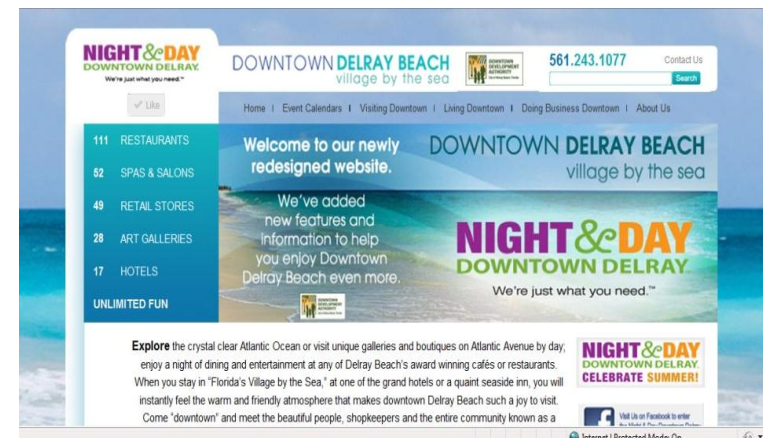 NIGHT & DAY
DOWNTOWN DELRAY.
We're just what you need.™
DOWNTOWN DELRAY BEACH
village by the sea
DOWNTOWN
DEVELOPMENT
AUTHORITY
561.243.1077
Contact Us
Search
Like
Home | Event Calendars | Visiting Downtown | Living Downtown | Doing Business Downtown | About Us
111 RESTAURANTS
52 SPAS & SALONS
49 RETAIL STORES
28 ART GALLERIES
17 HOTELS
UNLIMITED FUN
Welcome to our newly
redesigned website.
We've added
new features and
information to help
you enjoy Downtown
Delray Beach even more.
DOWNTOWN DELRAY BEACH
village by the sea
NIGHT & DAY
DOWNTOWN DELRAY.
We're just what you need.™
Explore the crystal clear Atlantic Ocean or visit unique galleries and boutiques on Atlantic Avenue by day;
enjoy a night of dining and entertainment at any of Delray Beach's award winning cafés or restaurants.
When you stay in "Florida's Village by the Sea," at one of the grand hotels or a quaint seaside inn, you will
instantly feel the warm and friendly atmosphere that makes downtown Delray Beach such a joy to visit.
Come "downtown" and meet the beautiful people, shopkeepers and the entire community known as a
NIGHT & DAY
DOWNTOWN DELRAY.
CELEBRATE SUMMER!
Visit Us on Facebook to enter
the Night & Day Downtown Delray
Internet | Protected Mode: On